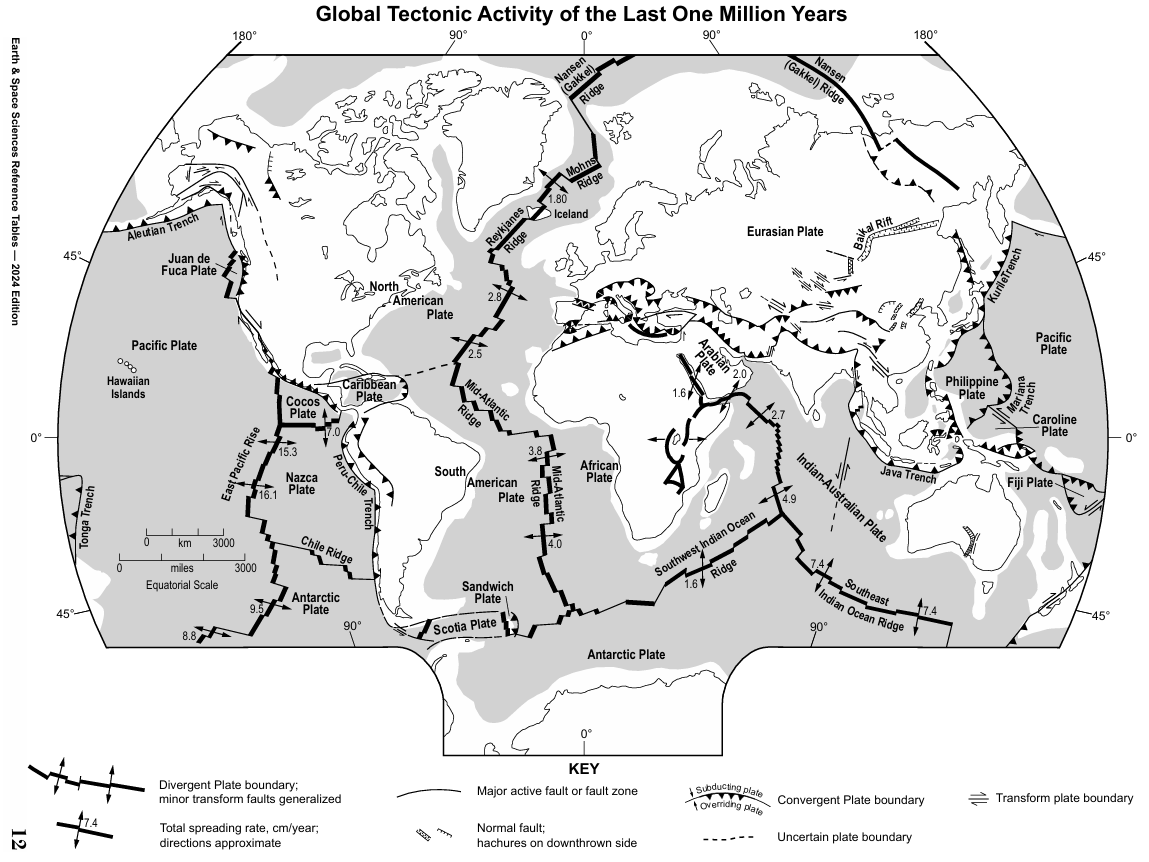 Global Tectonic Activity of the Last One Million Years
Earth & Space Sciences Reference Tables — 2024 Edition
180°
90°
0°
90°
180°
Nansen
(Gakkel)
Ridge
Nansen
(Gakkel) Ridge
Mohns
Ridge
1.80
Iceland
Reykjanes
Ridge
Aleutian Trench
Eurasian Plate
Baikal Rift
45°
45°
Juan de
Fuca Plate
Kurile Trench
North
American
Plate
2.8
Pacific Plate
Pacific
Plate
2.5
Arabian
Plate
2.0
1.6
Hawaiian
Islands
Caribbean
Plate
Philippine
Plate
Mariana
Trench
Cocos
Plate
Mid-Atlantic
Ridge
2.7
Caroline
Plate
7.0
0°
0°
East Pacific Rise
15.3
3.8
South
American
Plate
African
Plate
Peru-Chile
Trench
Mid-Atlantic
Ridge
Nazca
Plate
16.1
Java Trench
Fiji Plate
Indian-Australian Plate
4.9
Tonga Trench
0 km 3000
0 miles 3000
Equatorial Scale
4.0
Southwest Indian Ocean
Ridge
1.6
Chile Ridge
7.4
Southeast
Indian Ocean Ridge
7.4
Sandwich
Plate
Antarctic
Plate
9.5
45°
45°
Scotia Plate
8.8
90°
90°
Antarctic Plate
0°
KEY
Divergent Plate boundary;
minor transform faults generalized
Major active fault or fault zone
Subducting plate
Overriding plate
Convergent Plate boundary
Transform plate boundary
7.4
Total spreading rate, cm/year;
directions approximate
Normal fault;
hachures on downthrown side
Uncertain plate boundary
12